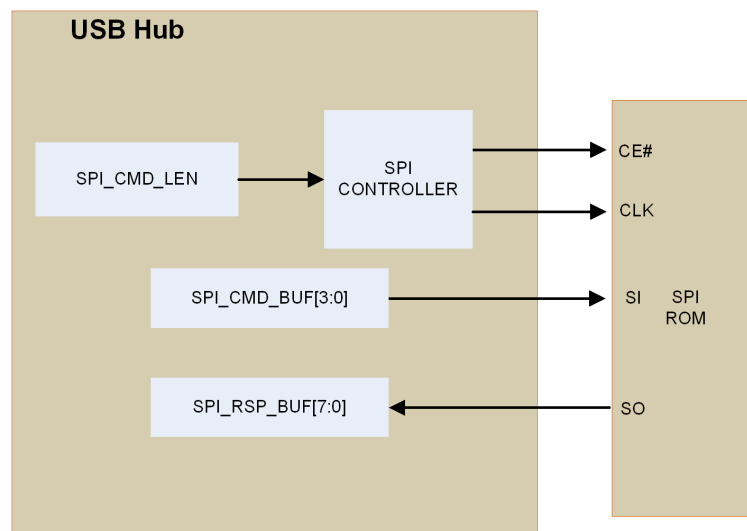 USB Hub
SPI_CMD_LEN
SPI
CONTROLLER
CE#
CLK
SPI_CMD_BUF[3:0]
SI
SPI
ROM
SPI_RSP_BUF[7:0]
SO